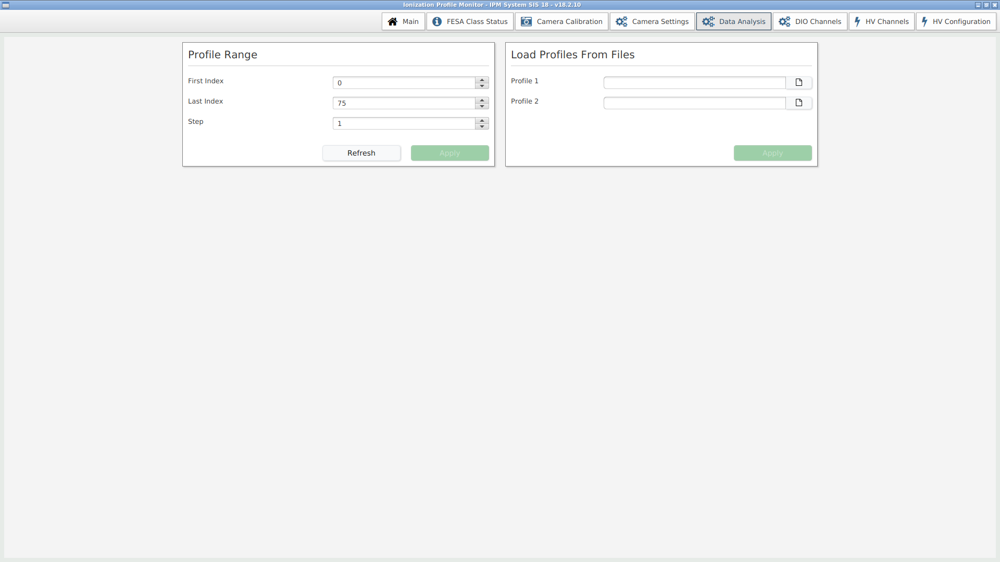 Ionization Profile Monitor - IPM System SIS 18 - v18.2.10
Main FESA Class Status Camera Calibration Camera Settings Data Analysis DIO Channels HV Channels HV Configuration
Profile Range
First Index 0
Last Index 75
Step 1
Refresh Apply
Load Profiles From Files
Profile 1
Profile 2
Apply